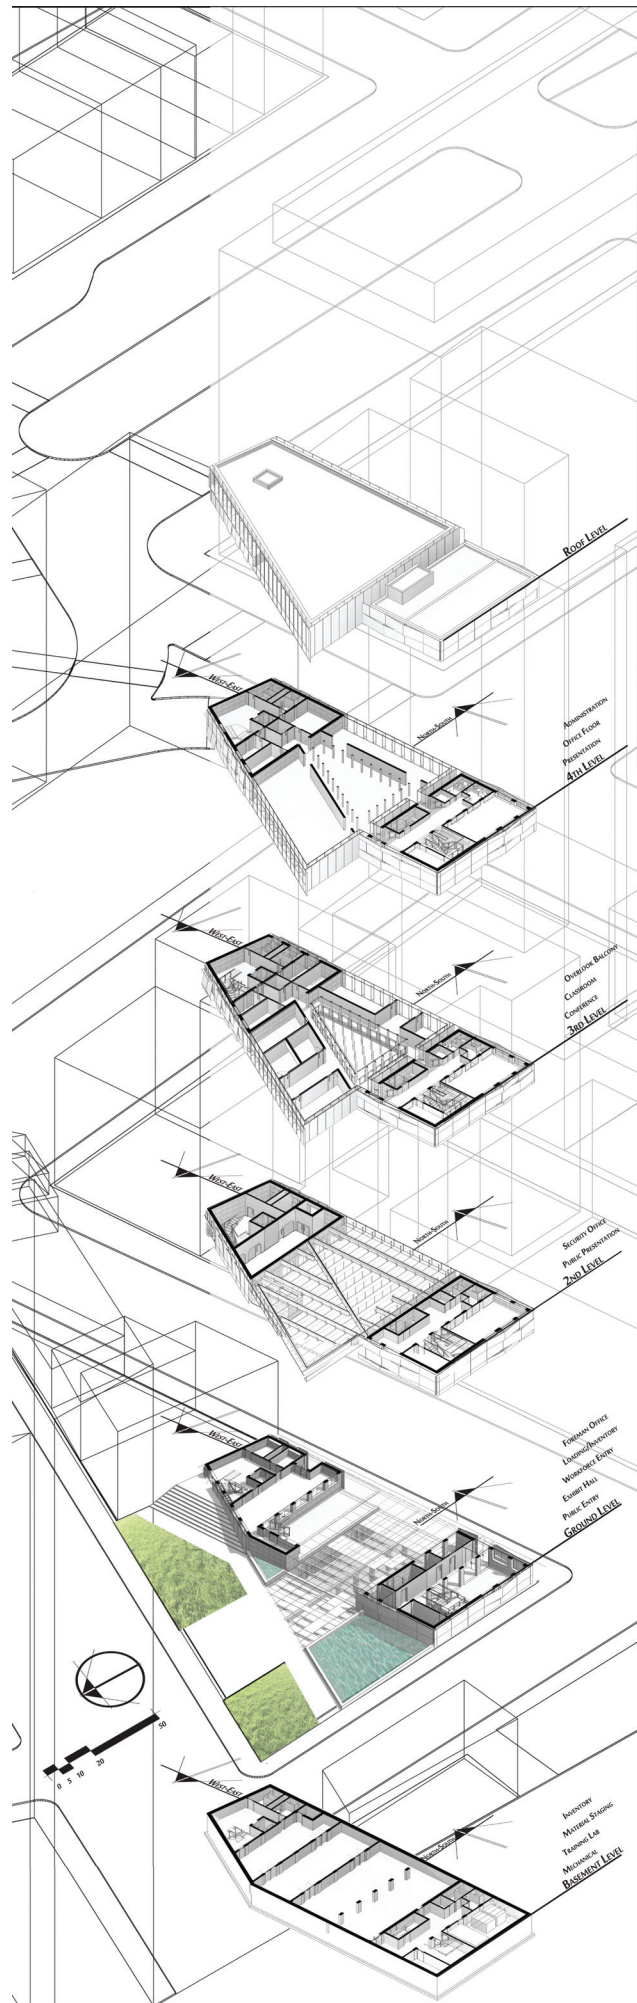 ROOF LEVEL
WEST-EAST
NORTH-SOUTH
ADMINISTRATION
OFFICE FLOOR
PRESENTATION
4TH LEVEL
WEST-EAST
NORTH-SOUTH
OVERLOOK BALCONY
CLASSROOM
CONFERENCE
3RD LEVEL
WEST-EAST
NORTH-SOUTH
SECURITY OFFICE
PUBLIC PRESENTATION
2ND LEVEL
WEST-EAST
NORTH-SOUTH
FOREMAN OFFICE
LOADING/INVENTORY
WORKFORCE ENTRY
EXHIBIT HALL
PUBLIC ENTRY
GROUND LEVEL
0 5 10 20 50
WEST-EAST
NORTH-SOUTH
INVENTORY
MATERIAL STAGING
TRAINING LAB
MECHANICAL
BASEMENT LEVEL